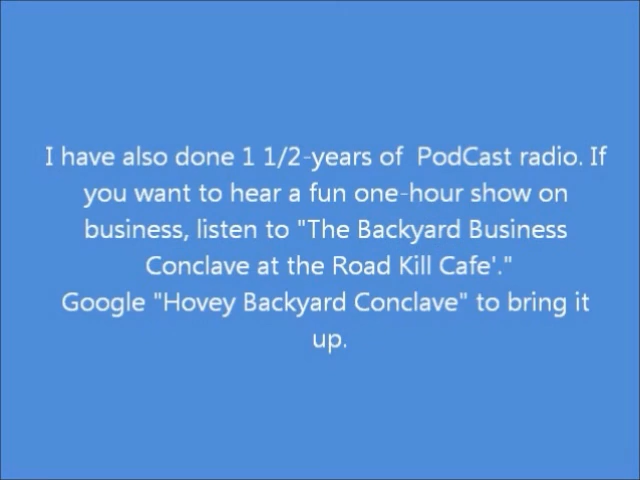 I have also done 1 1/2-years of  PodCast radio. If
you want to hear a fun one-hour show on
business, listen to "The Backyard Business
Conclave at the Road Kill Cafe'."
Google "Hovey Backyard Conclave" to bring it
up.